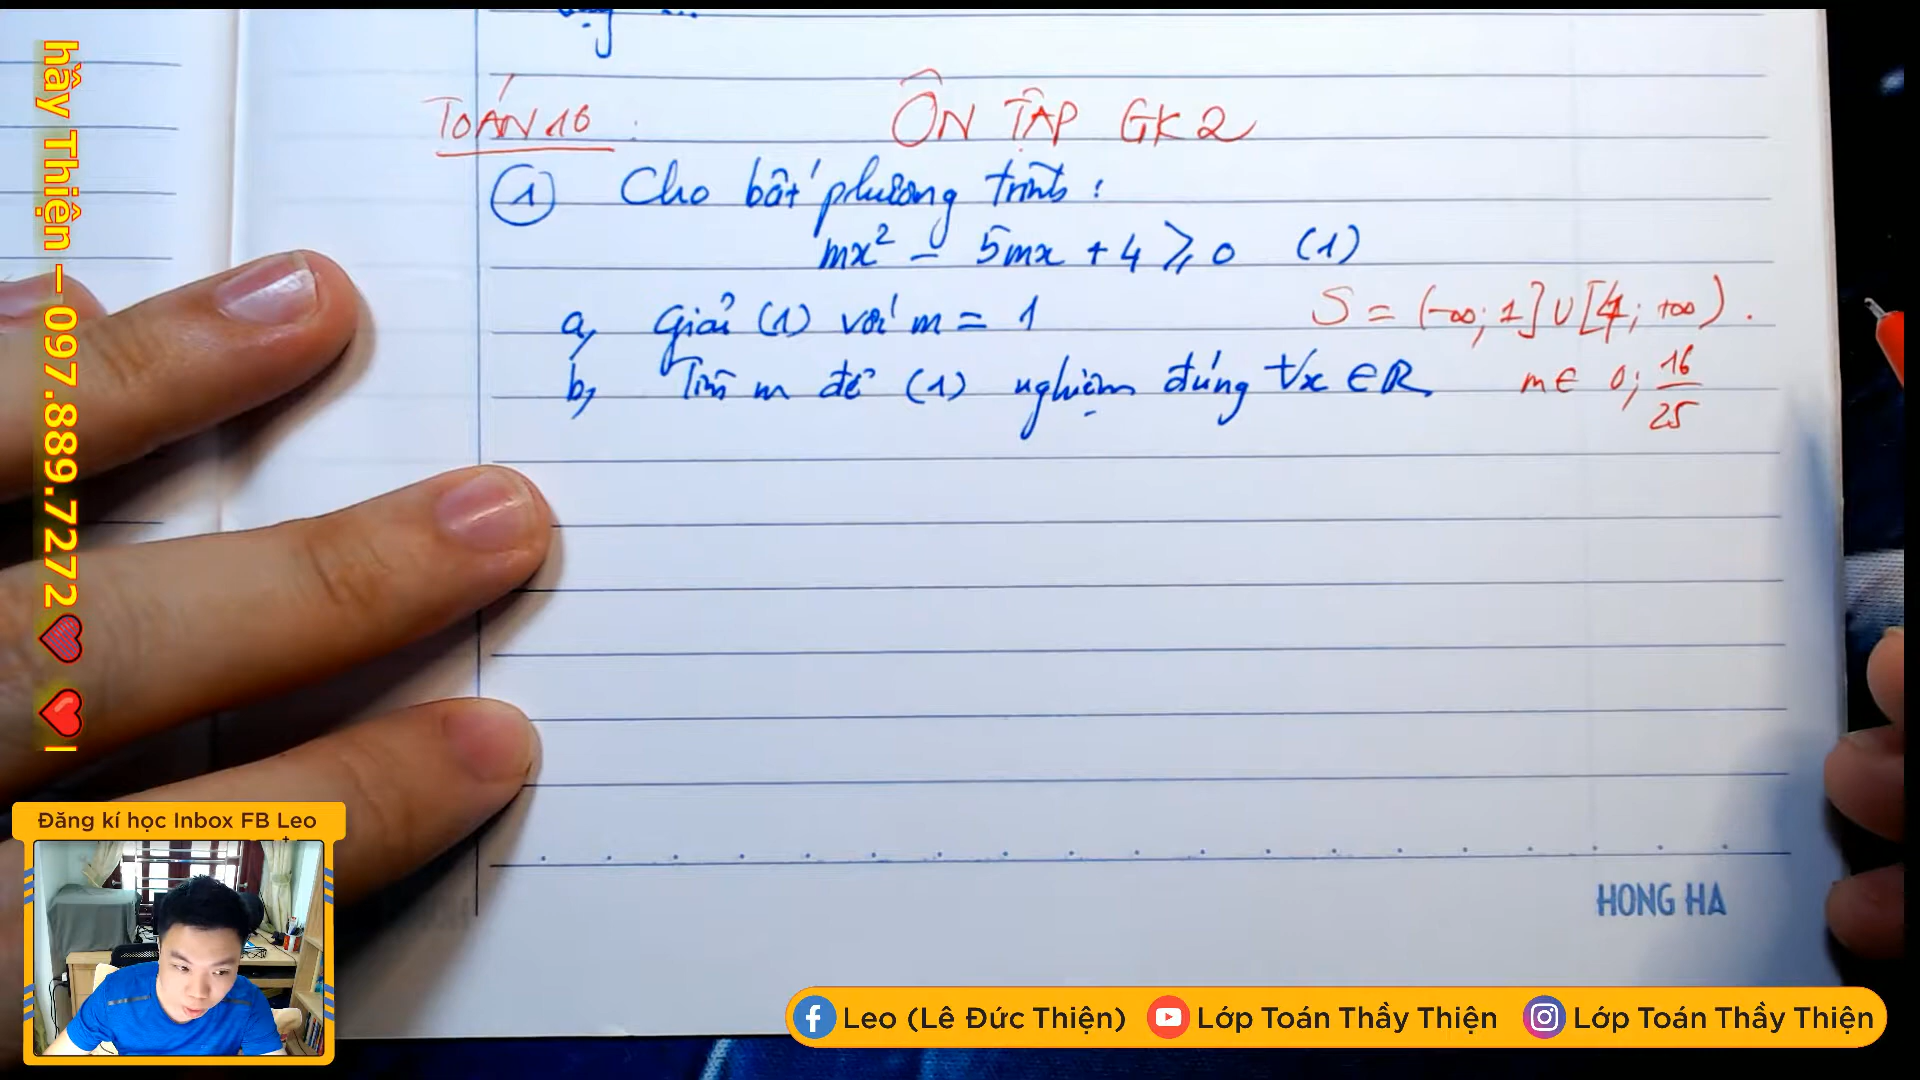 TOÁN 10 : ÔN TẬP GK2
① Cho bất phương trình :
mx² - 5mx + 4 ⩾ 0 (1)
a, Giải (1) với m = 1 S = (-∞; 1] ∪ [4; +∞) .
b, Tìm m để (1) nghiệm đúng ∀x ∈ R m ∈ 0; 16/25
HONG HA
hầy Thiện – 097.889.7272
Đăng kí học Inbox FB Leo
Leo (Lê Đức Thiện) Lớp Toán Thầy Thiện Lớp Toán Thầy Thiện